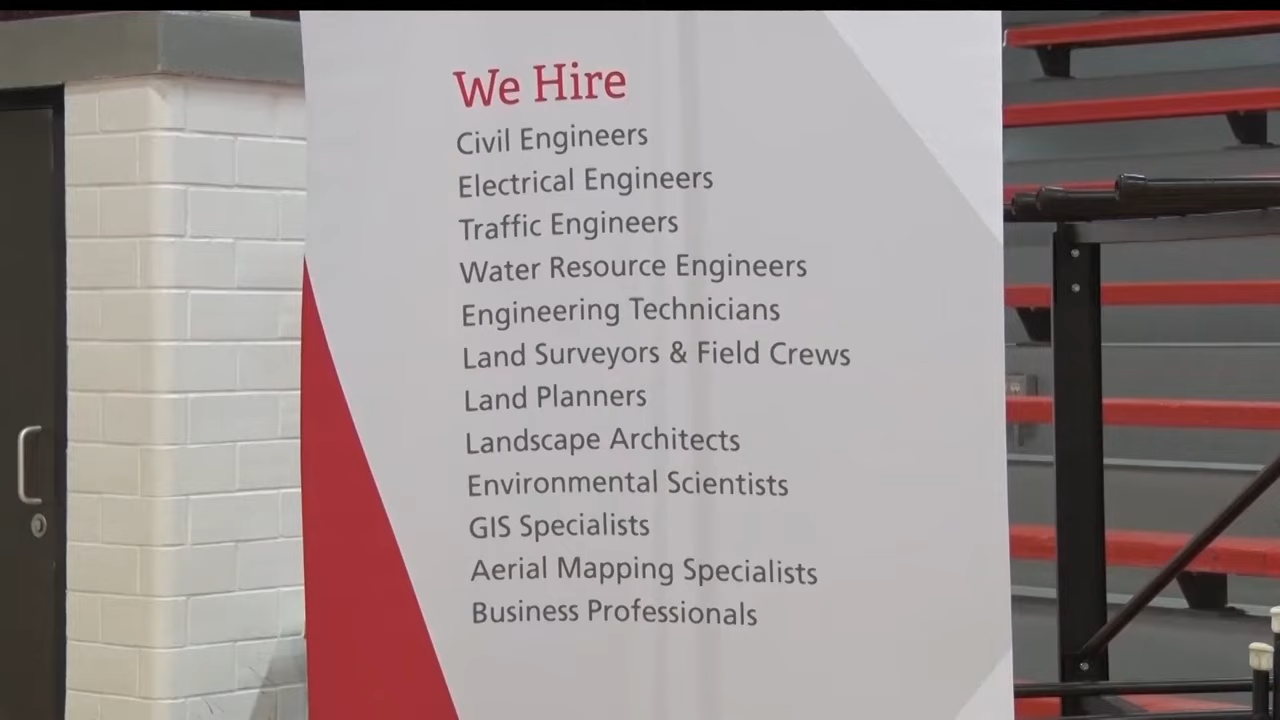 We Hire
Civil Engineers
Electrical Engineers
Traffic Engineers
Water Resource Engineers
Engineering Technicians
Land Surveyors & Field Crews
Land Planners
Landscape Architects
Environmental Scientists
GIS Specialists
Aerial Mapping Specialists
Business Professionals